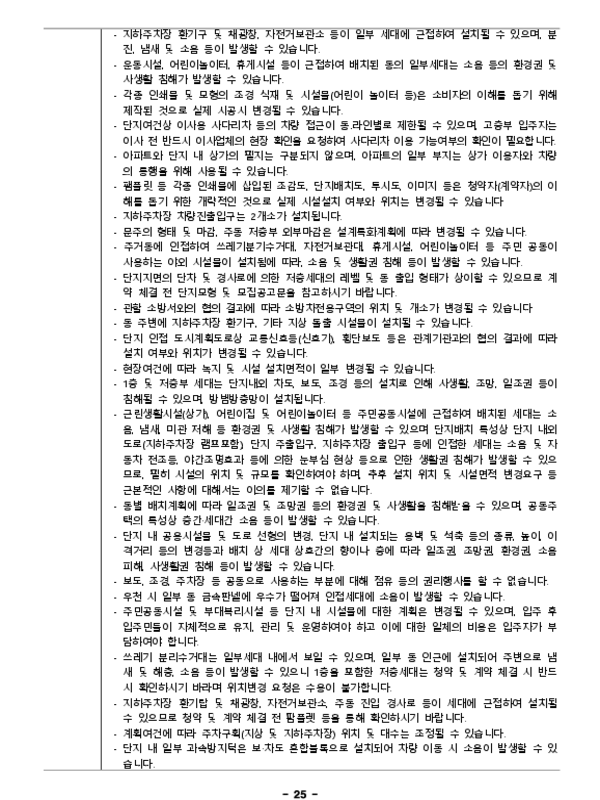 - 지하주차장 환기구 및 채광창, 자전거보관소 등이 일부 세대에 근접하여 설치될 수 있으며, 분
진, 냄새 및 소음 등이 발생할 수 있습니다.
- 운동시설, 어린이놀이터, 휴게시설 등이 근접하여 배치된 동의 일부세대는 소음 등의 환경권 및
사생활 침해가 발생할 수 있습니다.
- 각종 인쇄물 및 모형의 조경 식재 및 시설물(어린이 놀이터 등)은 소비자의 이해를 돕기 위해
제작된 것으로 실제 시공시 변경될 수 있습니다.
- 단지여건상 이사용 사다리차 등의 차량 접근이 동.라인별로 제한될 수 있으며, 고층부 입주자는
이사 전 반드시 이사업체의 현장 확인을 요청하여 사다리차 이용 가능여부의 확인이 필요합니다.
- 아파트와 단지 내 상가의 필지는 구분되지 않으며, 아파트의 일부 부지는 상가 이용자와 차량
의 통행을 위해 사용될 수 있습니다.
- 팸플릿 등 각종 인쇄물에 삽입된 조감도, 단지배치도, 투시도, 이미지 등은 청약자(계약자)의 이
해를 돕기 위한 개략적인 것으로 실제 시설설치 여부와 위치는 변경될 수 있습니다
- 지하주차장 차량진출입구는 2개소가 설치됩니다.
- 문주의 형태 및 마감, 주동 저층부 외부마감은 설계특화계획에 따라 변경될 수 있습니다.
- 주거동에 인접하여 쓰레기분리수거대, 자전거보관대, 휴게시설, 어린이놀이터 등 주민 공동이
사용하는 야외 시설물이 설치됨에 따라, 소음 및 생활권 침해 등이 발생할 수 있습니다.
- 단지지면의 단차 및 경사로에 의한 저층세대의 레벨 및 동 출입 형태가 상이할 수 있으므로 계
약 체결 전 단지모형 및 모집공고문을 참고하시기 바랍니다.
- 관할 소방서와의 협의 결과에 따라 소방차전용구역의 위치 및 개소가 변경될 수 있습니다
- 동 주변에 지하주차장 환기구, 기타 지상 돌출 시설물이 설치될 수 있습니다.
- 단지 인접 도시계획도로상 교통신호등(신호기), 횡단보도 등은 관계기관과의 협의 결과에 따라
설치 여부와 위치가 변경될 수 있습니다.
- 현장여건에 따라 녹지 및 시설 설치면적이 일부 변경될 수 있습니다.
- 1층 및 저층부 세대는 단지내외 차도, 보도, 조경 등의 설치로 인해 사생활, 조망, 일조권 등이
침해될 수 있으며, 방범방충망이 설치됩니다.
- 근린생활시설(상가), 어린이집 및 어린이놀이터 등 주민공동시설에 근접하여 배치된 세대는 소
음, 냄새, 미관 저해 등 환경권 및 사생활 침해가 발생할 수 있으며 단지배치 특성상 단지 내외
도로(지하주차장 램프포함) 단지 주출입구, 지하주차장 출입구 등에 인접한 세대는 소음 및 자
동차 전조등, 야간조명효과 등에 의한 눈부심 현상 등으로 인한 생활권 침해가 발생할 수 있으
므로, 필히 시설의 위치 및 규모를 확인하여야 하며, 추후 설치 위치 및 시설면적 변경요구 등
근본적인 사항에 대해서는 이의를 제기할 수 없습니다.
- 동별 배치계획에 따라 일조권 및 조망권 등의 환경권 및 사생활을 침해받을 수 있으며, 공동주
택의 특성상 층간·세대간 소음 등이 발생할 수 있습니다.
- 단지 내 공용시설물 및 도로 선형의 변경, 단지 내 설치되는 옹벽 및 석축 등의 종류, 높이, 이
격거리 등의 변경등과 배치 상 세대 상호간의 향이나 층에 따라 일조권, 조망권, 환경권, 소음
피해, 사생활권 침해 등이 발생할 수 있습니다.
- 보도, 조경, 주차장 등 공동으로 사용하는 부분에 대해 점유 등의 권리행사를 할 수 없습니다.
- 우천 시 일부 동 금속판넬에 우수가 떨어져 인접세대에 소음이 발생할 수 있습니다.
- 주민공동시설 및 부대복리시설 등 단지 내 시설물에 대한 계획은 변경될 수 있으며, 입주 후
입주민들이 자체적으로 유지, 관리 및 운영하여야 하고 이에 대한 일체의 비용은 입주자가 부
담하여야 합니다.
- 쓰레기 분리수거대는 일부세대 내에서 보일 수 있으며, 일부 동 인근에 설치되어 주변으로 냄
새 및 해충, 소음 등이 발생할 수 있으니 1층을 포함한 저층세대는 청약 및 계약 체결 시 반드
시 확인하시기 바라며 위치변경 요청은 수용이 불가합니다.
- 지하주차장 환기탑 및 채광창, 자전거보관소, 주동 진입 경사로 등이 세대에 근접하여 설치될
수 있으므로 청약 및 계약 체결 전 팜플렛 등을 통해 확인하시기 바랍니다.
- 계획여건에 따라 주차구획(지상 및 지하주차장) 위치 및 대수는 조정될 수 있습니다.
- 단지 내 일부 과속방지턱은 보·차도 혼합블록으로 설치되어 차량 이동 시 소음이 발생할 수 있
습니다.
- 25 -